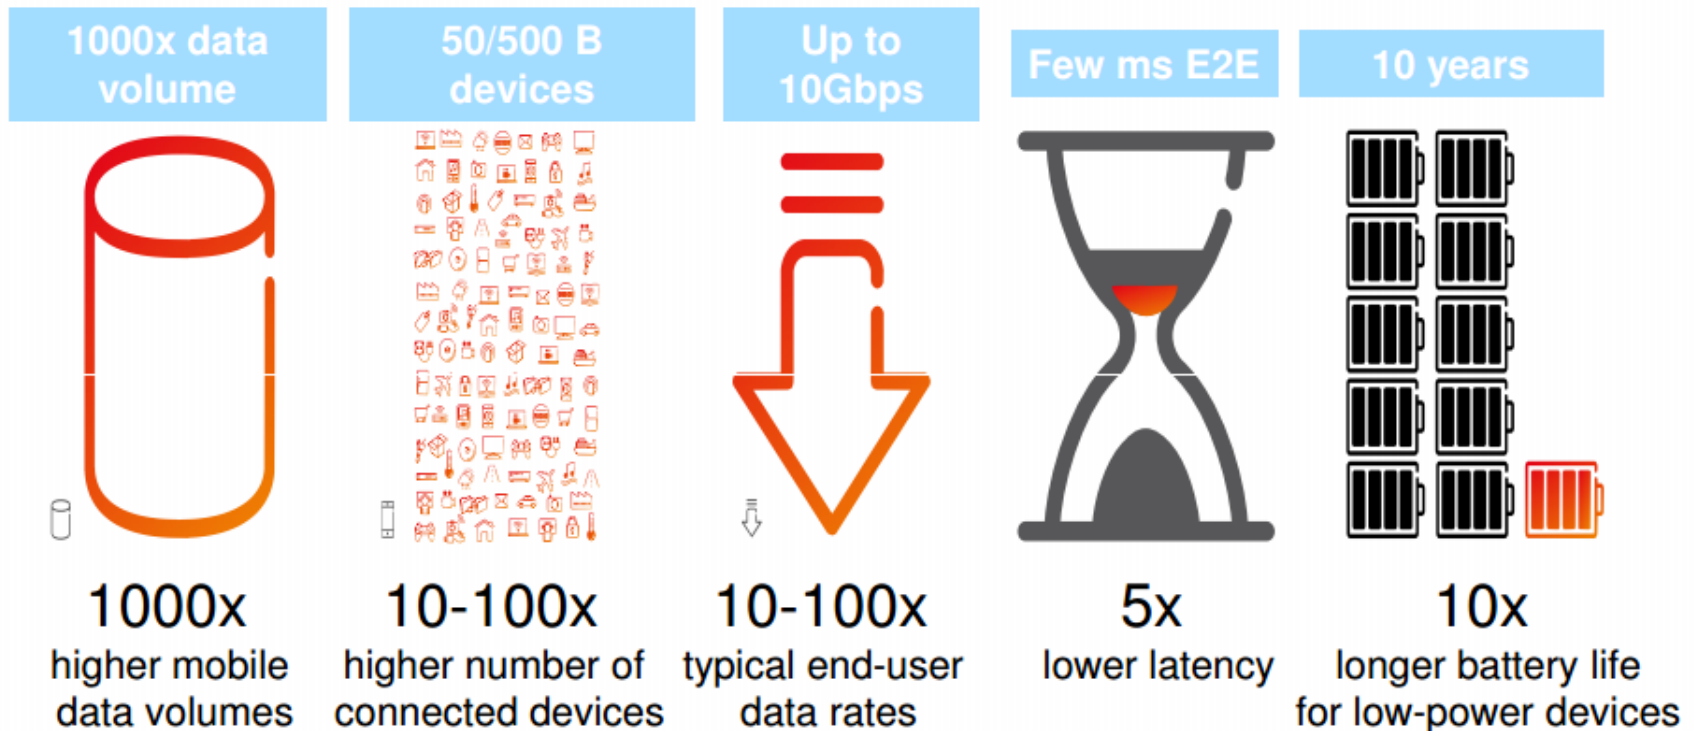 1000x data
volume
50/500 B
devices
Up to
10Gbps
Few ms E2E
10 years
1000x
higher mobile
data volumes
10-100x
higher number of
connected devices
10-100x
typical end-user
data rates
5x
lower latency
10x
longer battery life
for low-power devices